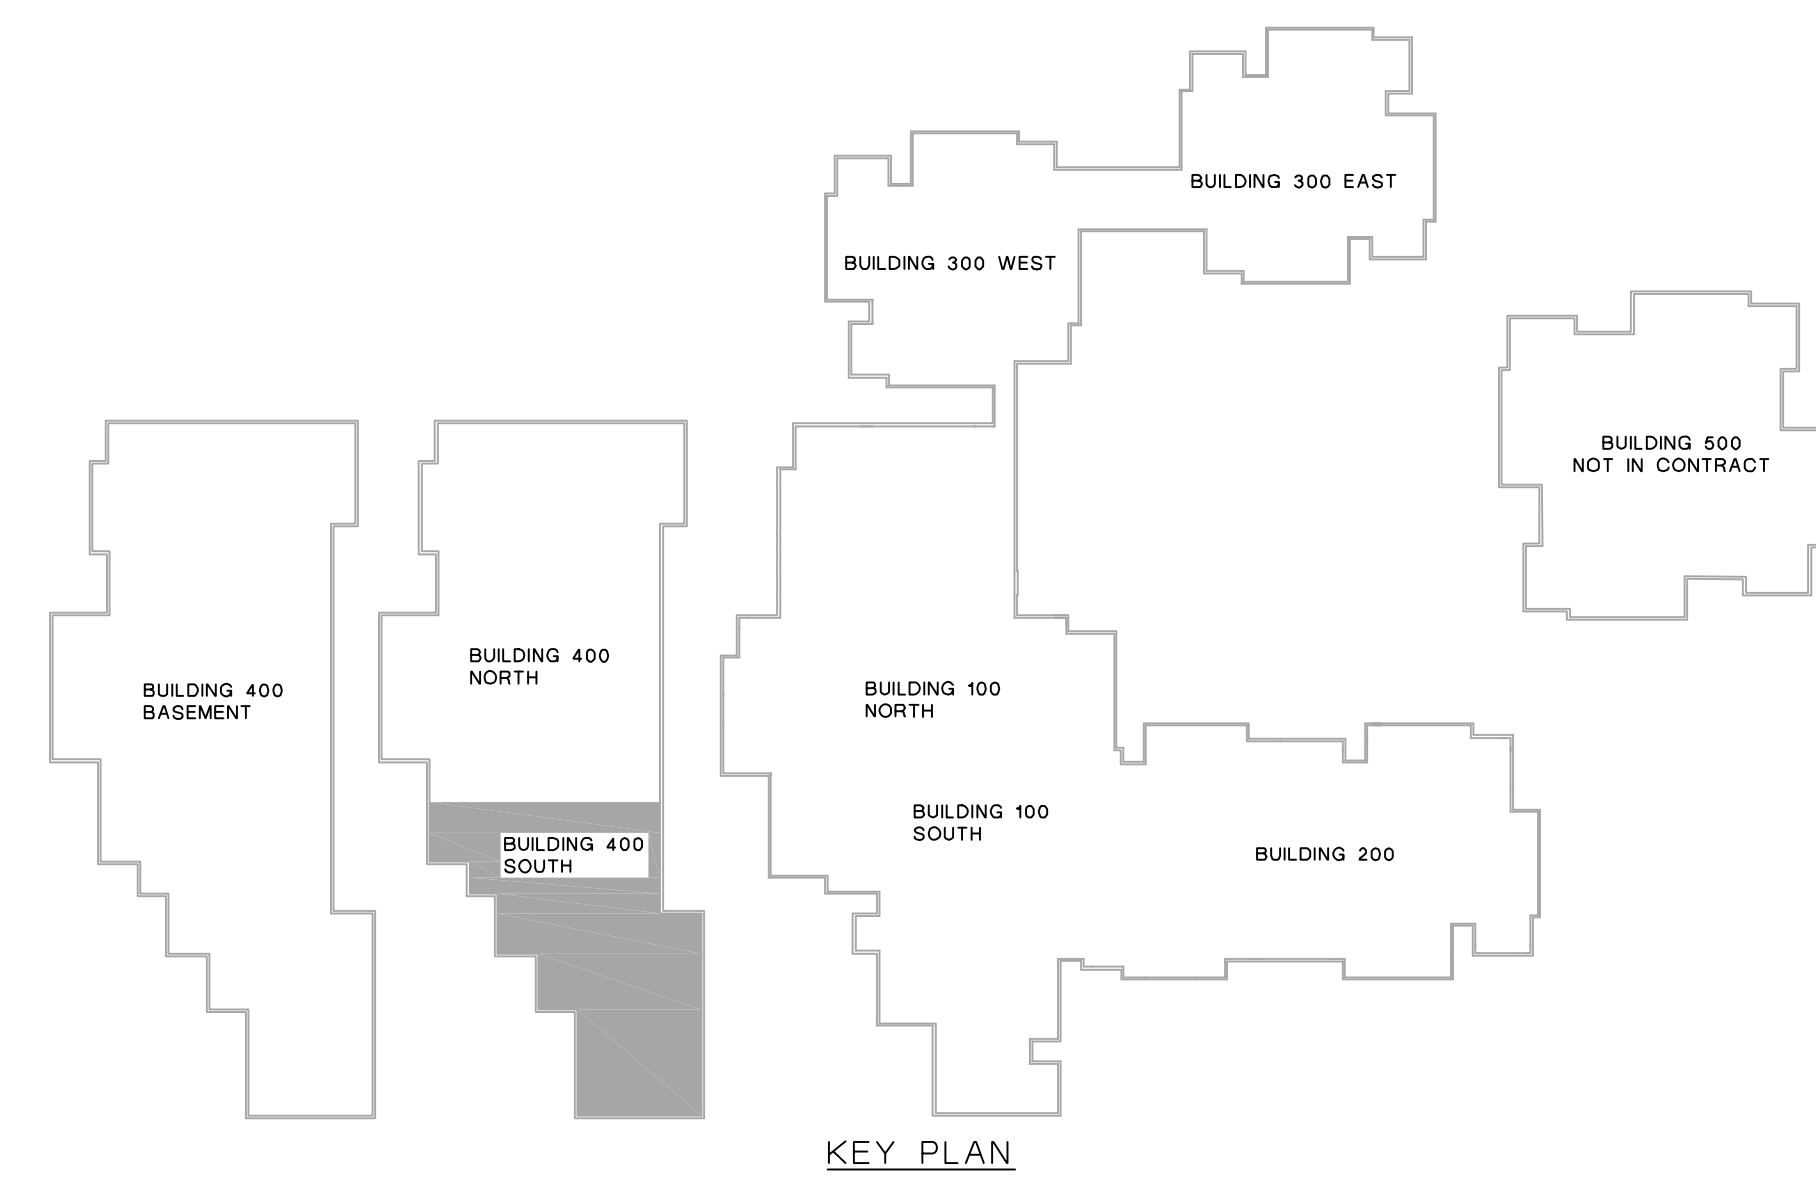 BUILDING 300 EAST
BUILDING 300 WEST
BUILDING 500
NOT IN CONTRACT
BUILDING 400
NORTH
BUILDING 400
BASEMENT
BUILDING 100
NORTH
BUILDING 100
SOUTH
BUILDING 400
SOUTH
BUILDING 200
KEY PLAN